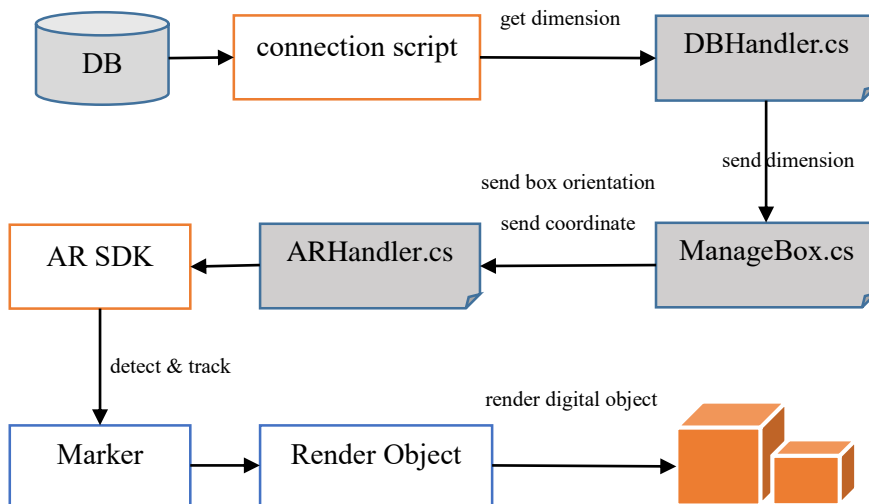 get dimension
DB
connection script
DBHandler.cs
send dimension
send box orientation
send coordinate
AR SDK
ARHandler.cs
ManageBox.cs
detect & track
render digital object
Marker
Render Object